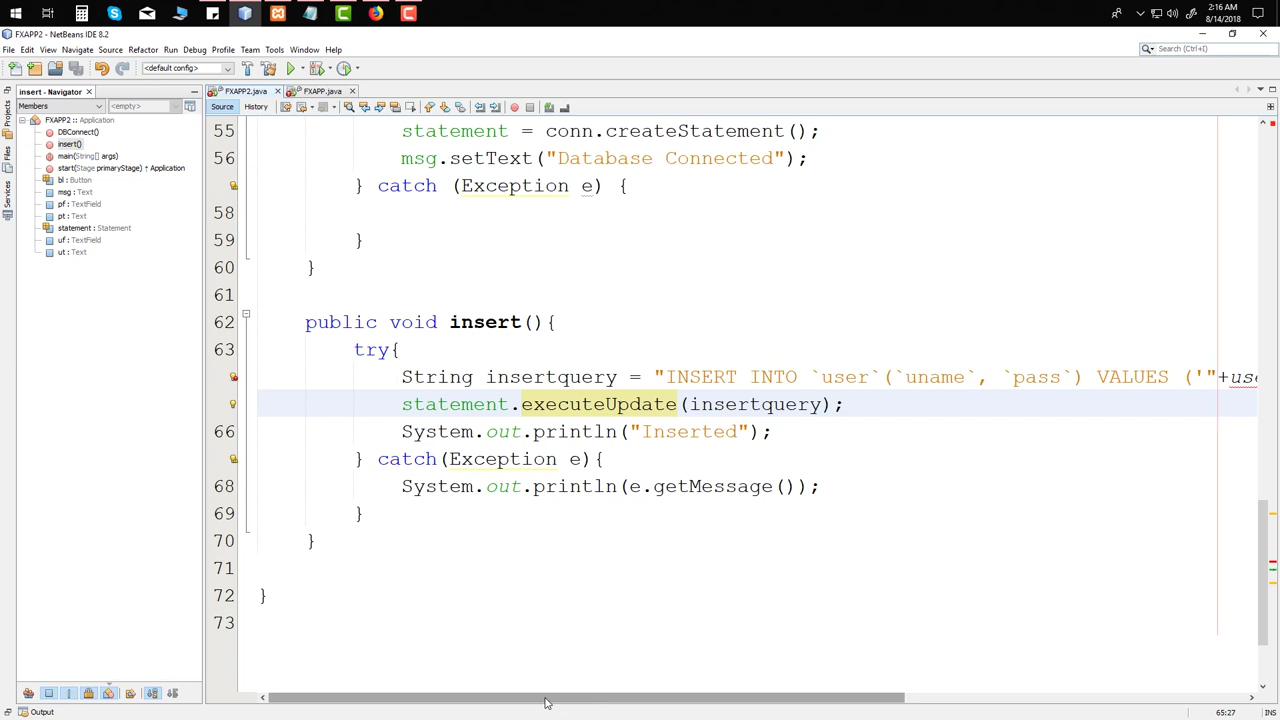 2:16 AM
8/14/2018
FXAPP2 - NetBeans IDE 8.2
File Edit View Navigate Source Refactor Run Debug Profile Team Tools Window Help
Search (Ctrl+I)
<default config>
insert - Navigator
FXAPP2.java
FXAPP.java
Members
<empty>
Source
History
Projects
Files
Services
FXAPP2 :: Application
DBConnect()
insert()
main(String[] args)
start(Stage primaryStage) ↑ Application
bl : Button
msg : Text
pf : TextField
pt : Text
statement : Statement
uf : TextField
ut : Text
55 statement = conn.createStatement();
56 msg.setText("Database Connected");
} catch (Exception e) {
58
59 }
60 }
61
62 public void insert(){
63 try{
String insertquery = "INSERT INTO `user`(`uname`, `pass`) VALUES ('"+use
statement.executeUpdate(insertquery);
66 System.out.println("Inserted");
} catch(Exception e){
68 System.out.println(e.getMessage());
69 }
70 }
71
72 }
73
Output
65:27 INS